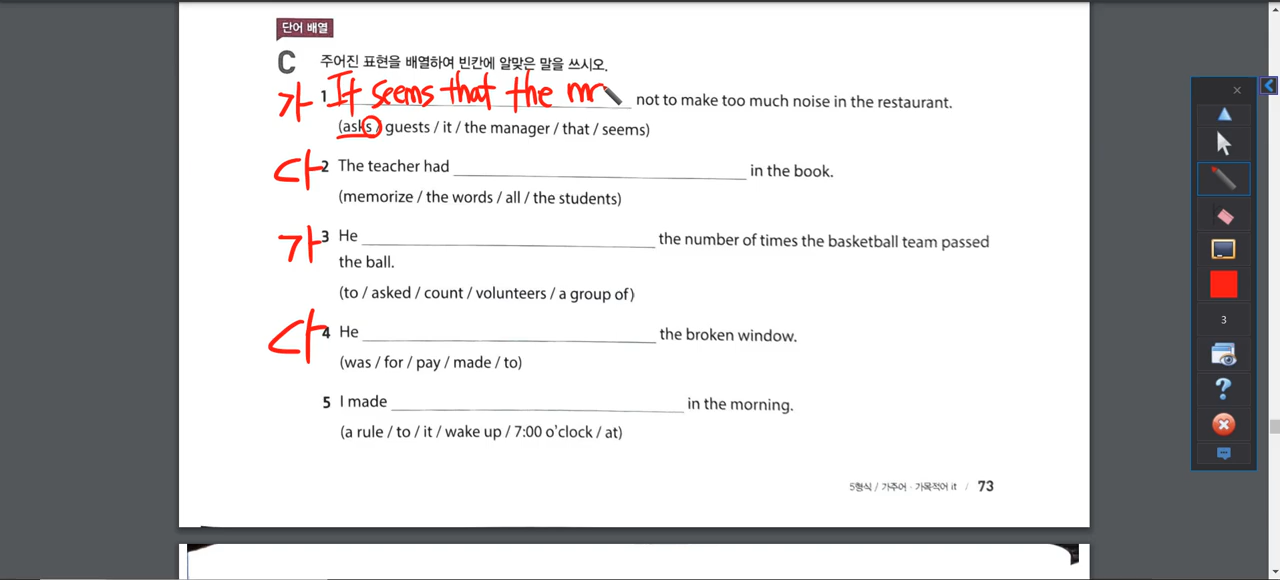 단어 배열
C 주어진 표현을 배열하여 빈칸에 알맞은 말을 쓰시오.
가 1 It seems that the mr not to make too much noise in the restaurant.
(asks / guests / it / the manager / that / seems)
나 2 The teacher had in the book.
(memorize / the words / all / the students)
가 3 He the number of times the basketball team passed
the ball.
(to / asked / count / volunteers / a group of)
나 4 He the broken window.
(was / for / pay / made / to)
5 I made in the morning.
(a rule / to / it / wake up / 7:00 o'clock / at)
5형식 / 가주어 · 가목적어 it / 73
3